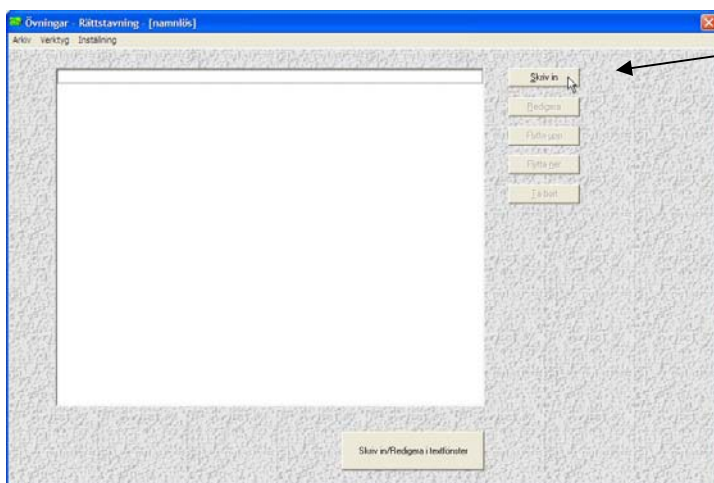 Övningar - Rättstavning - [namnlös]
Arkiv Verktyg Inställning
Skriv in
Redigera
Flytta upp
Flytta ner
Ta bort
Skriv in/Redigera i textfönster